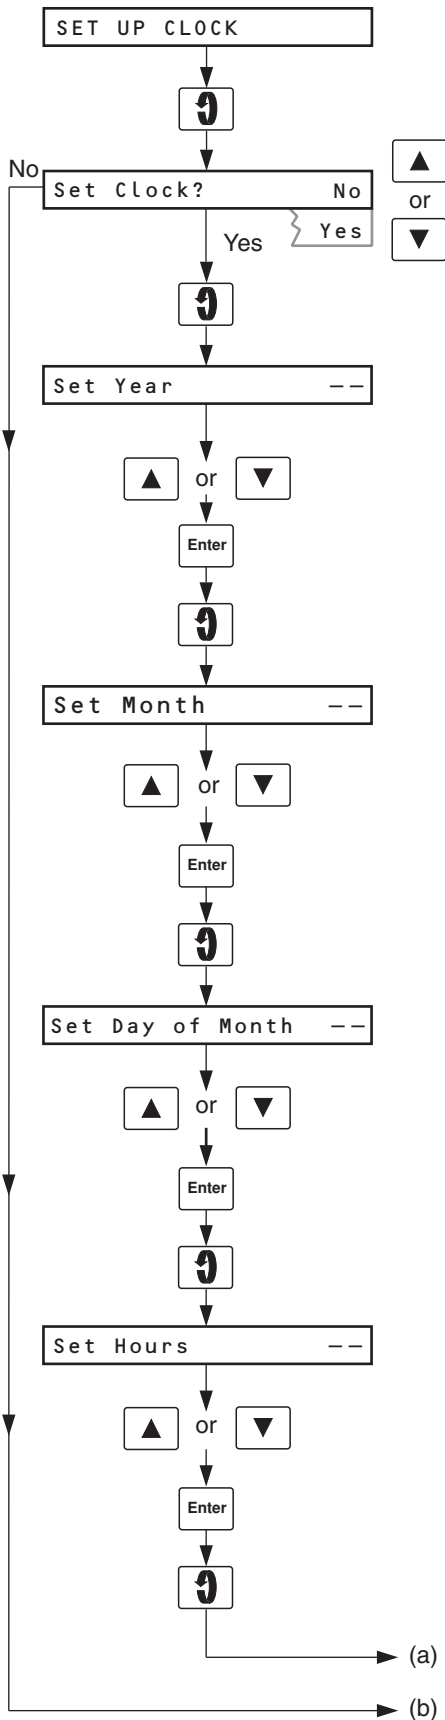 SET UP CLOCK
No
Set Clock? No
or
Yes
Yes
Set Year – –
or
Enter
Set Month – –
or
Enter
Set Day of Month – –
or
Enter
Set Hours – –
or
Enter
(a)
(b)